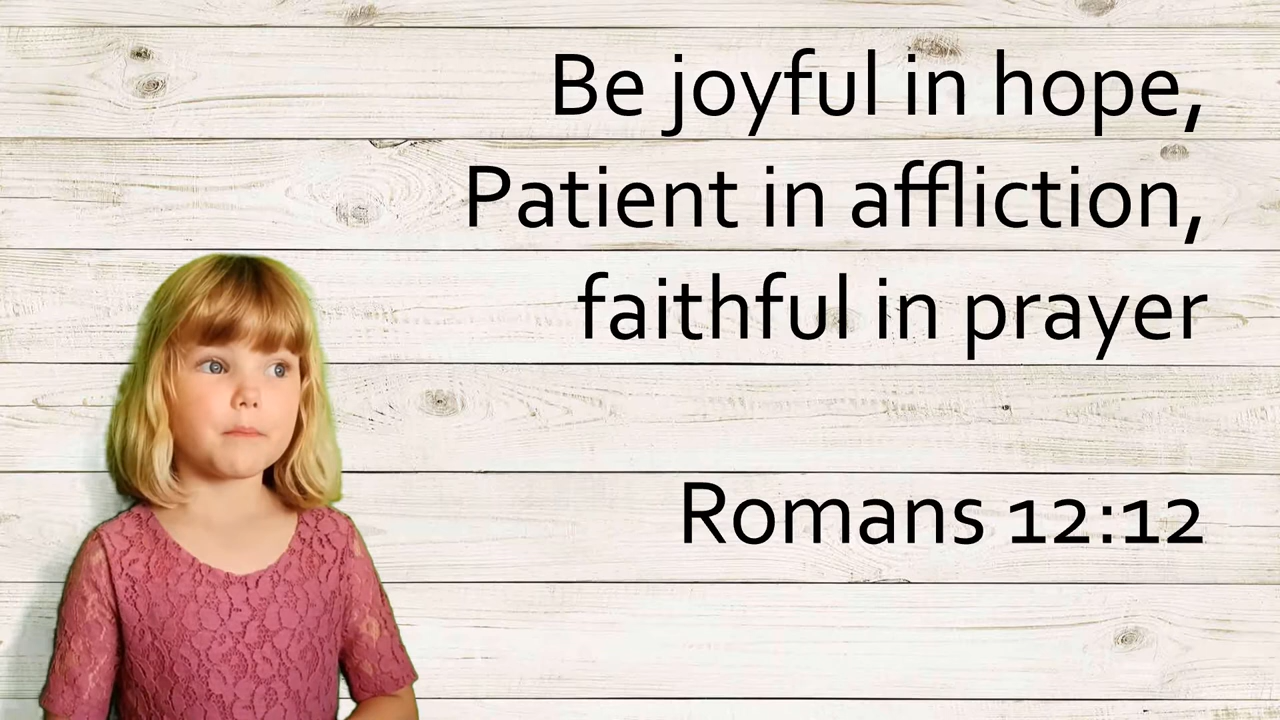 Be joyful in hope,
Patient in affliction,
faithful in prayer
Romans 12:12